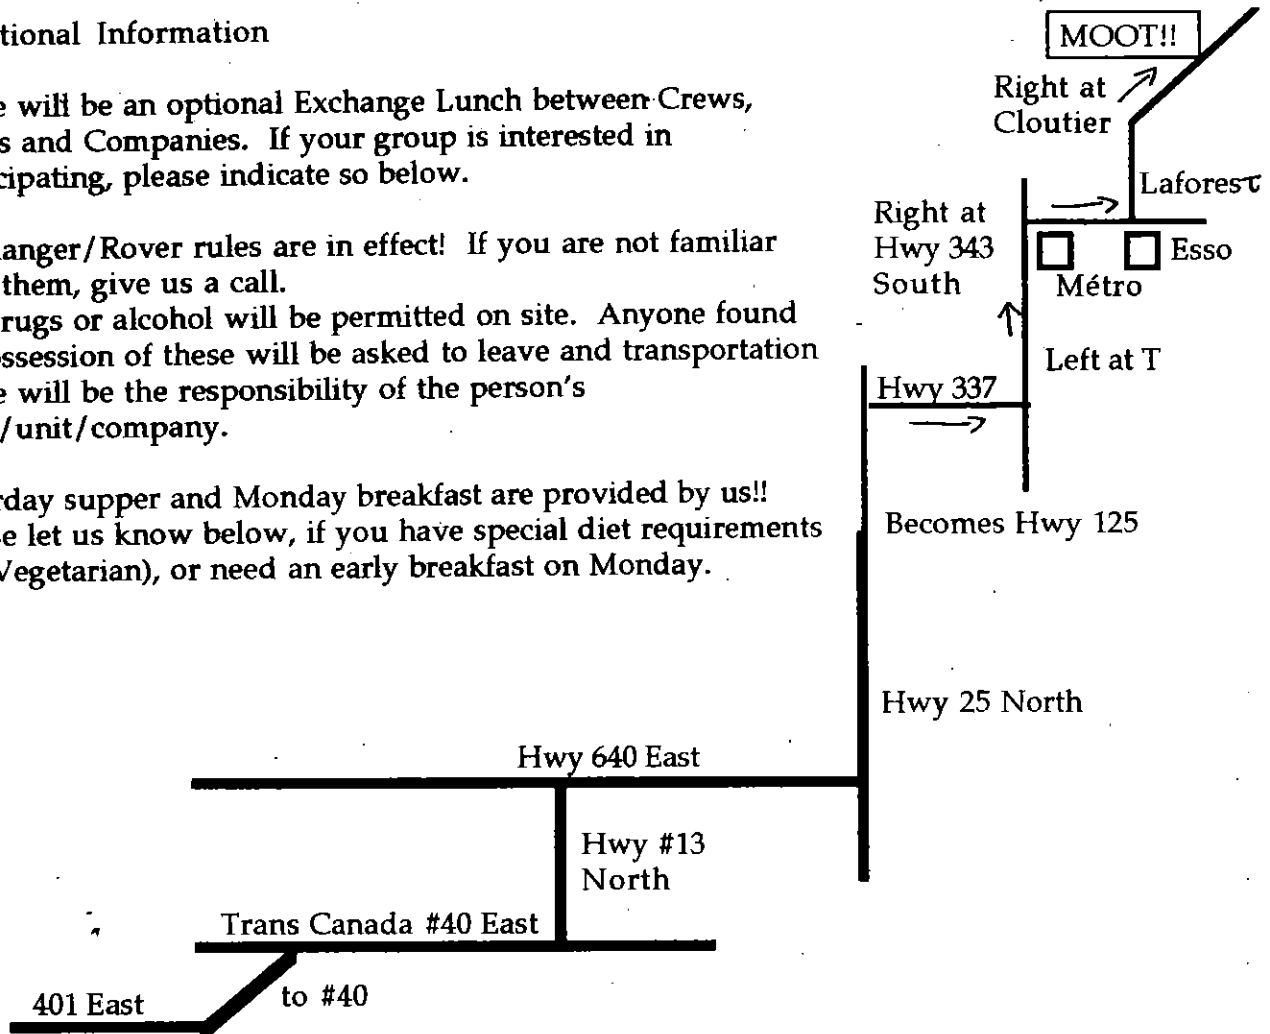 tional Information
e will be an optional Exchange Lunch between Crews,
s and Companies. If your group is interested in
cipating, please indicate so below.
anger/Rover rules are in effect! If you are not familiar
them, give us a call.
rugs or alcohol will be permitted on site. Anyone found
ossession of these will be asked to leave and transportation
e will be the responsibility of the person's
/unit/company.
rday supper and Monday breakfast are provided by us!!
e let us know below, if you have special diet requirements
Vegetarian), or need an early breakfast on Monday.
MOOT!!
Right at
Cloutier
Laforest
Right at
Hwy 343
South
Esso
Métro
Left at T
Hwy 337
Becomes Hwy 125
Hwy 25 North
Hwy 640 East
Hwy #13
North
Trans Canada #40 East
to #40
401 East